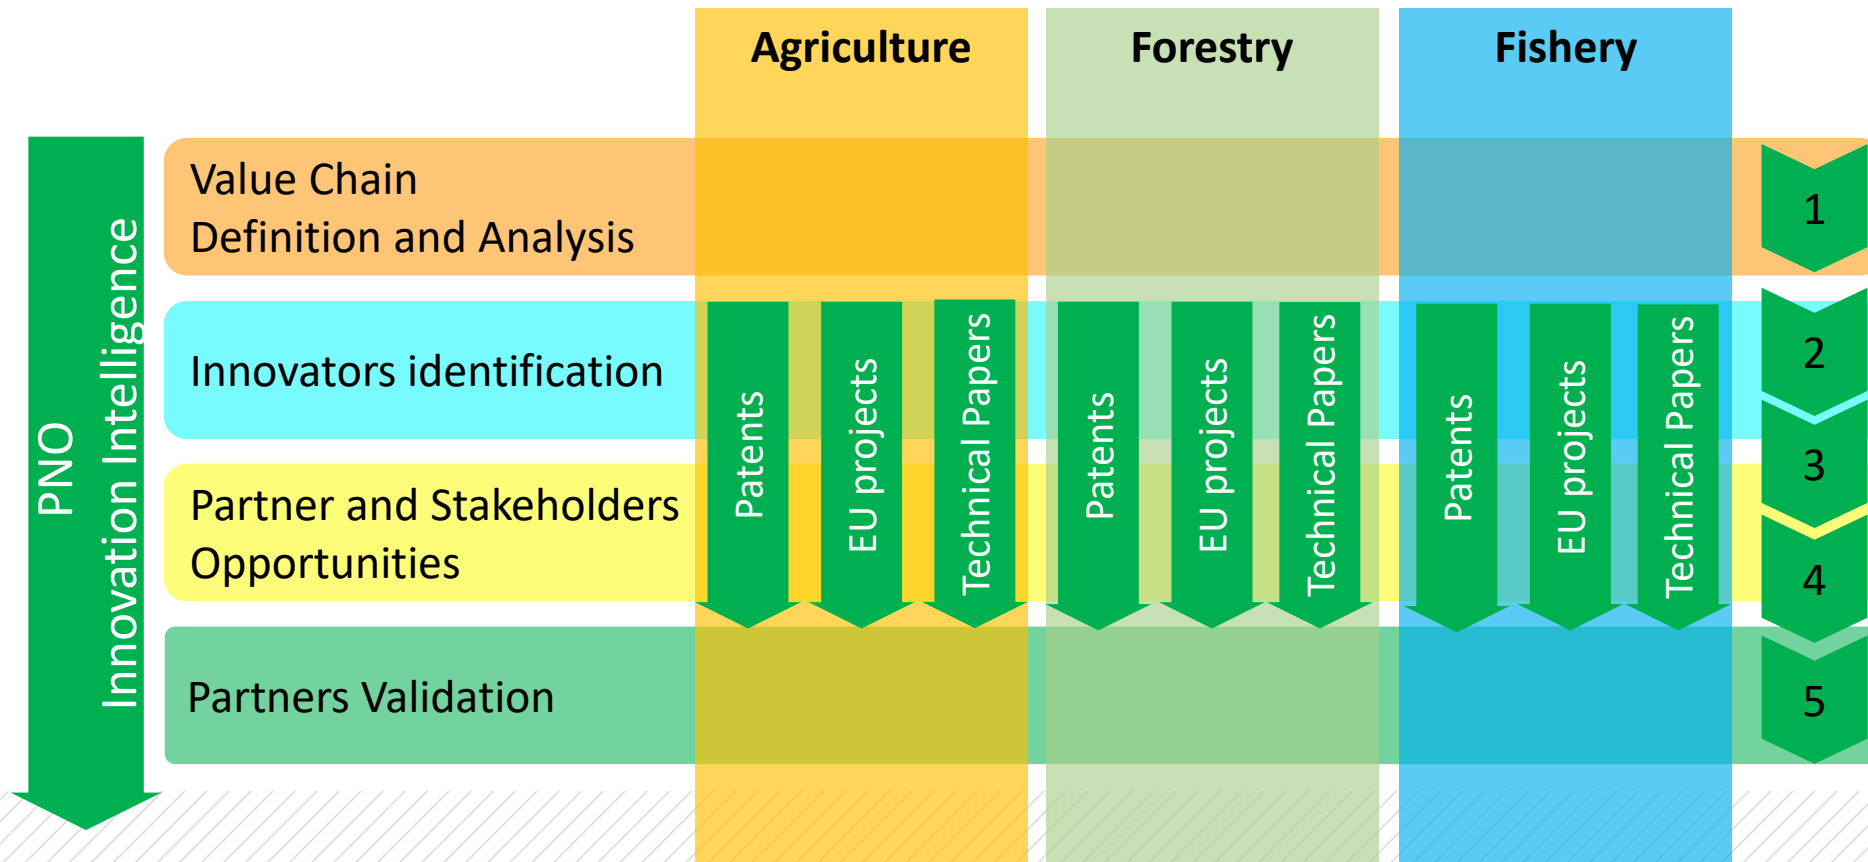 Agriculture
Forestry
Fishery
PNO
Innovation Intelligence
Value Chain
Definition and Analysis
1
Innovators identification
2
3
Partner and Stakeholders
Opportunities
4
Partners Validation
5
Patents
EU projects
Technical Papers
Patents
EU projects
Technical Papers
Patents
EU projects
Technical Papers